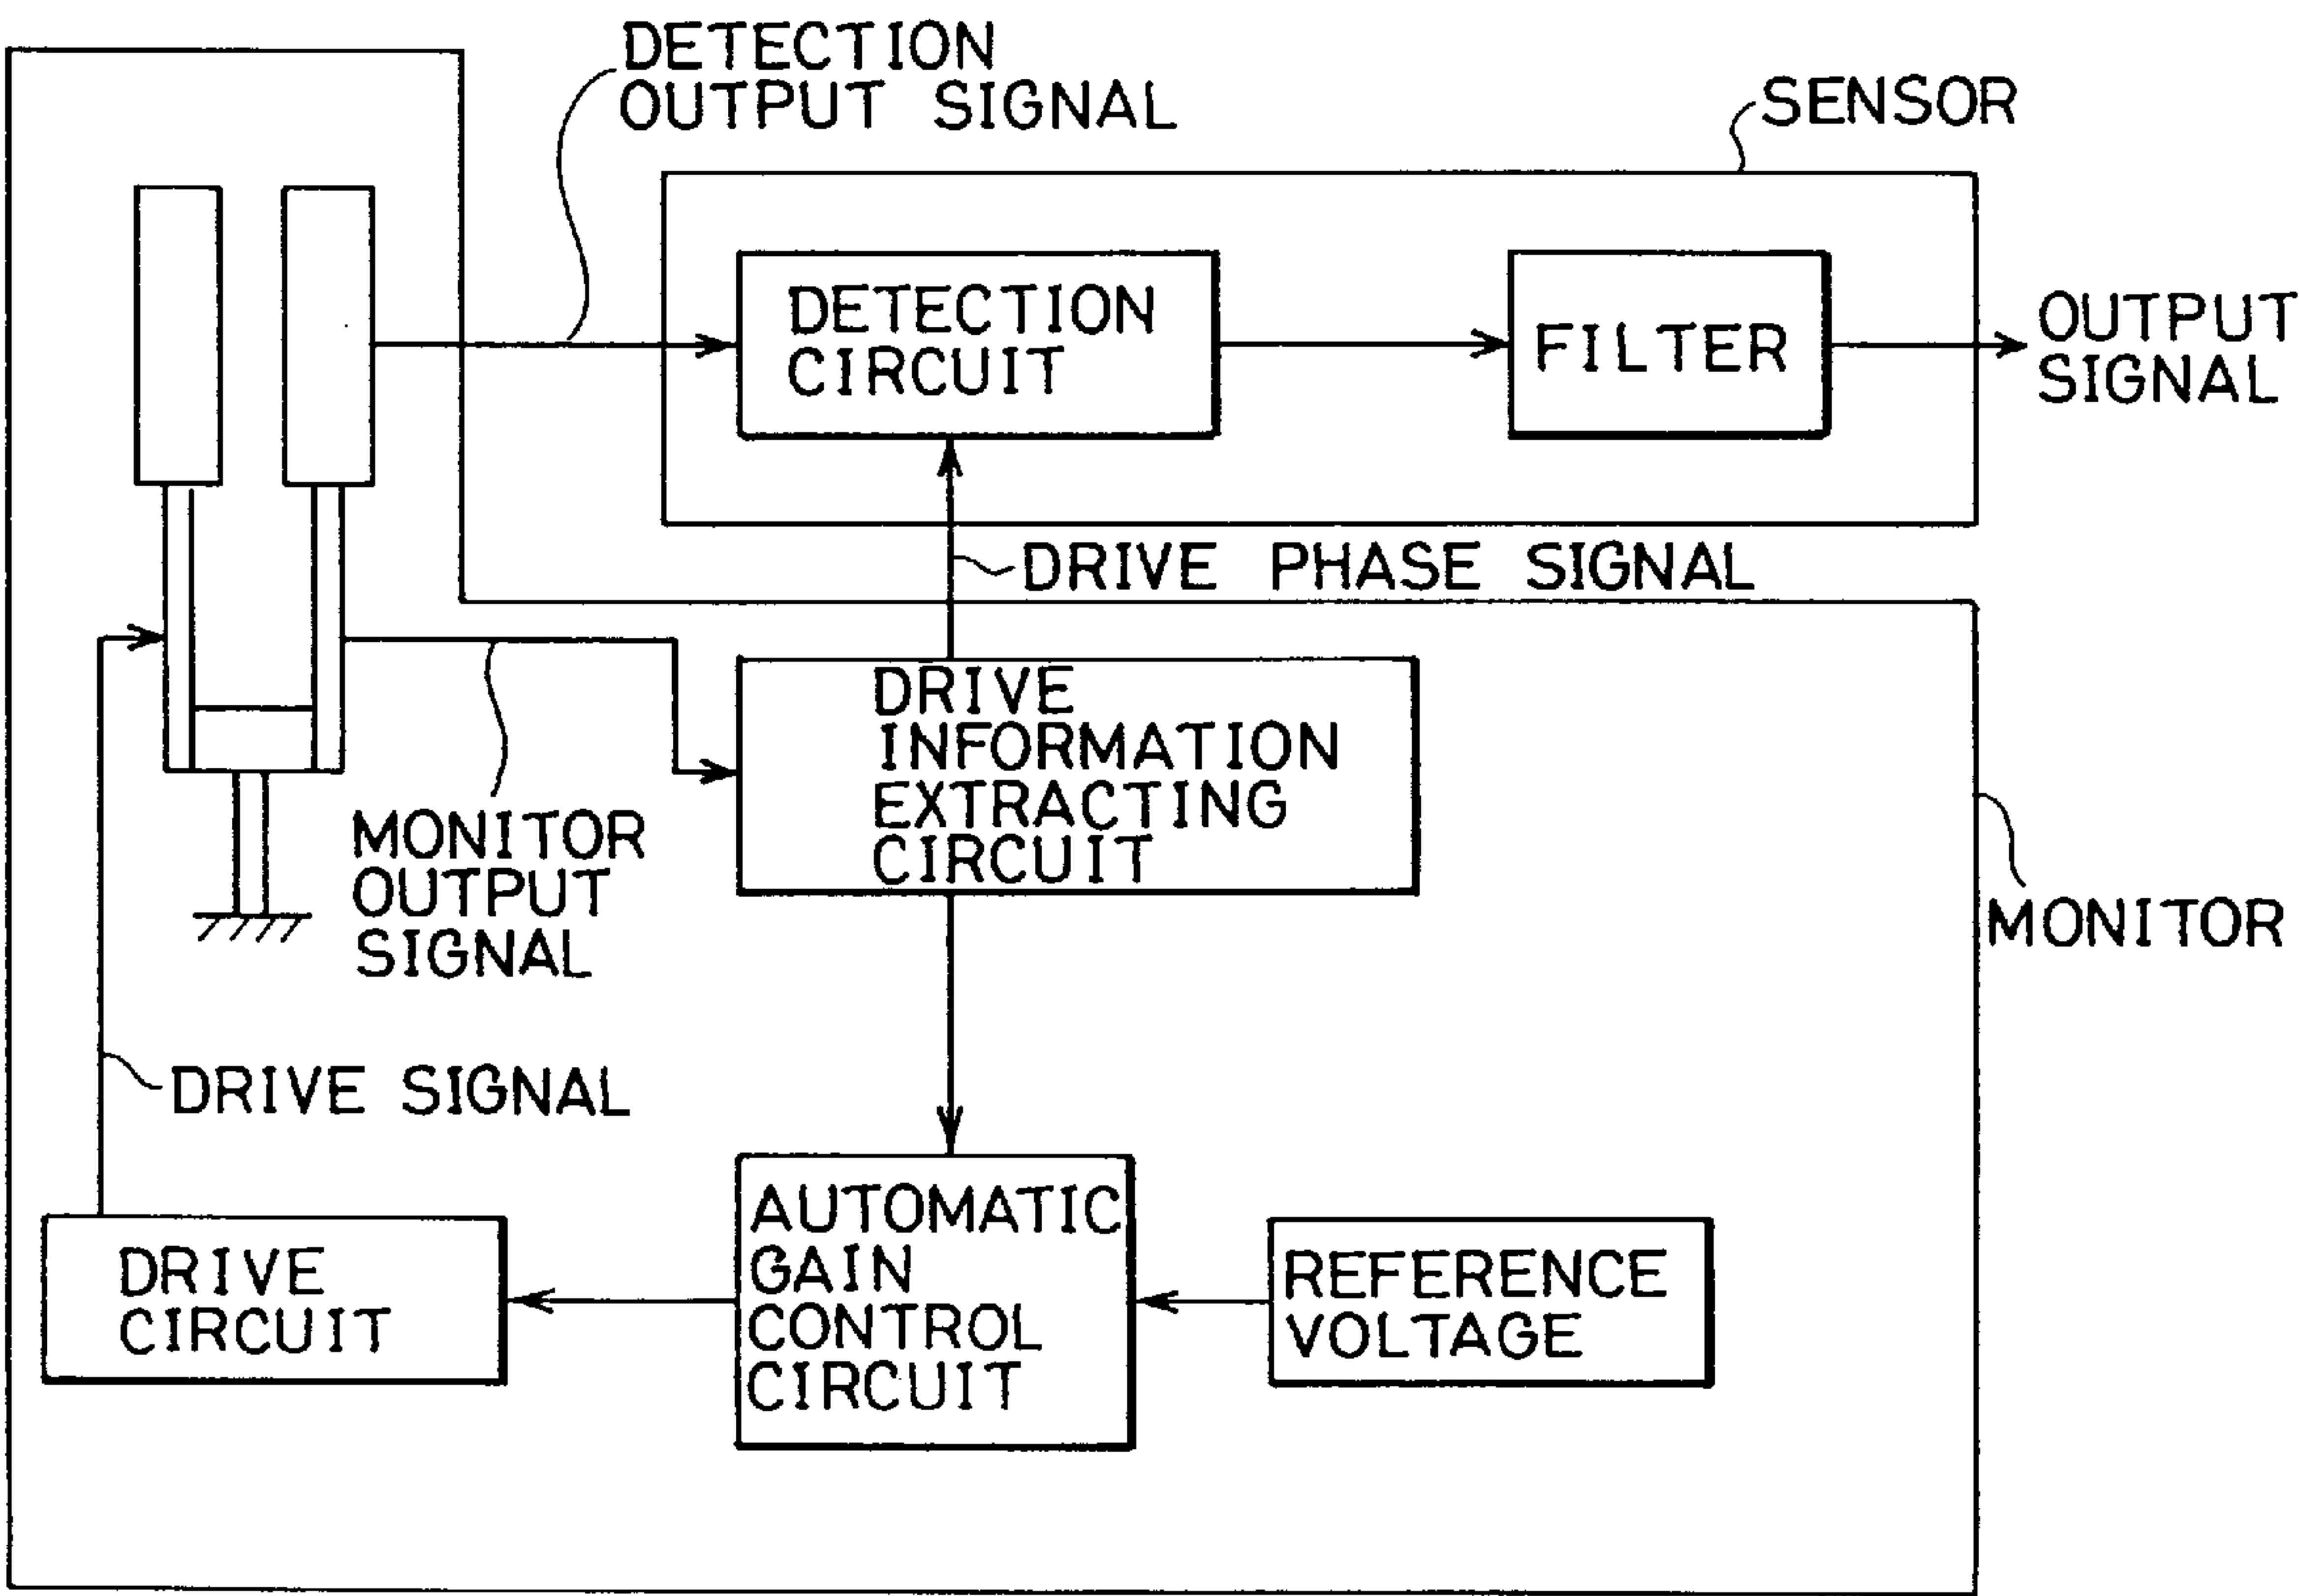 DETECTION
OUTPUT SIGNAL
SENSOR
DETECTION
CIRCUIT
FILTER
OUTPUT
SIGNAL
DRIVE PHASE SIGNAL
DRIVE
INFORMATION
EXTRACTING
CIRCUIT
MONITOR
OUTPUT
SIGNAL
MONITOR
DRIVE SIGNAL
AUTOMATIC
GAIN
CONTROL
CIRCUIT
DRIVE
CIRCUIT
REFERENCE
VOLTAGE